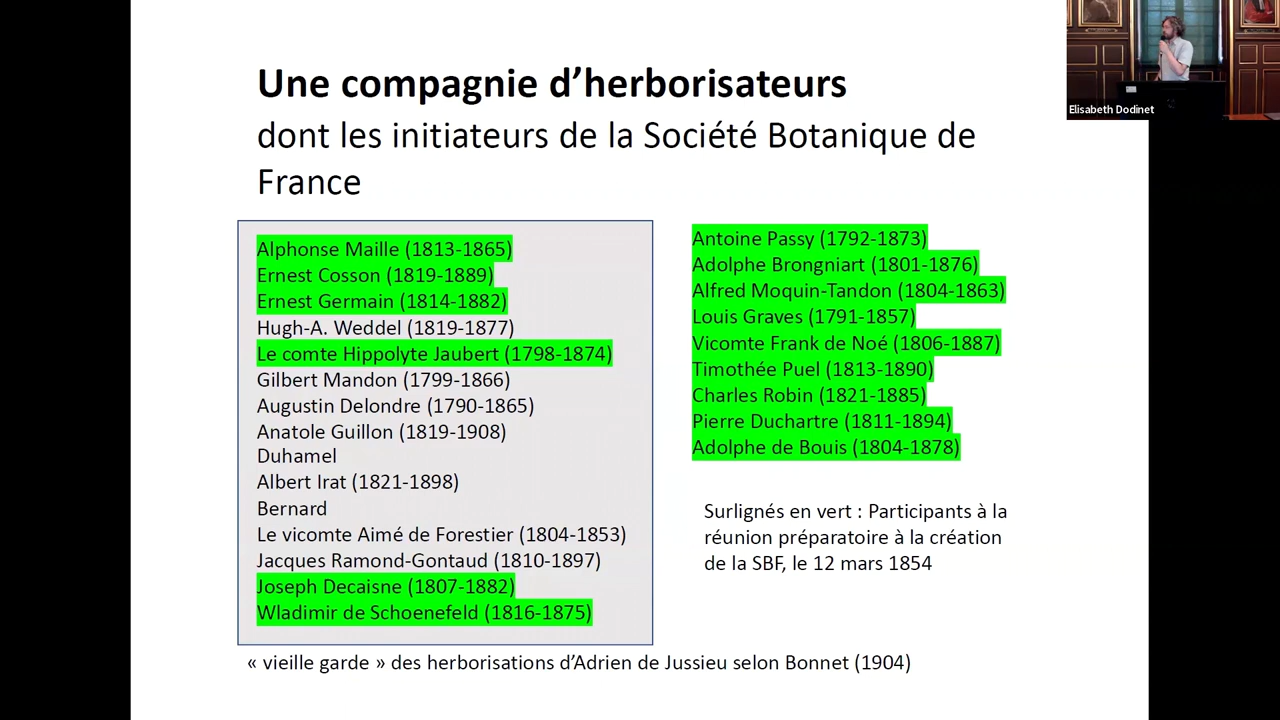 Une compagnie d’herborisateurs
dont les initiateurs de la Société Botanique de
France
Alphonse Maille (1813-1865)
Ernest Cosson (1819-1889)
Ernest Germain (1814-1882)
Hugh-A. Weddel (1819-1877)
Le comte Hippolyte Jaubert (1798-1874)
Gilbert Mandon (1799-1866)
Augustin Delondre (1790-1865)
Anatole Guillon (1819-1908)
Duhamel
Albert Irat (1821-1898)
Bernard
Le vicomte Aimé de Forestier (1804-1853)
Jacques Ramond-Gontaud (1810-1897)
Joseph Decaisne (1807-1882)
Wladimir de Schoenefeld (1816-1875)
« vieille garde » des herborisations d’Adrien de Jussieu selon Bonnet (1904)
Antoine Passy (1792-1873)
Adolphe Brongniart (1801-1876)
Alfred Moquin-Tandon (1804-1863)
Louis Graves (1791-1857)
Vicomte Frank de Noé (1806-1887)
Timothée Puel (1813-1890)
Charles Robin (1821-1885)
Pierre Duchartre (1811-1894)
Adolphe de Bouis (1804-1878)
Surlignés en vert : Participants à la
réunion préparatoire à la création
de la SBF, le 12 mars 1854
Elisabeth Dodinet